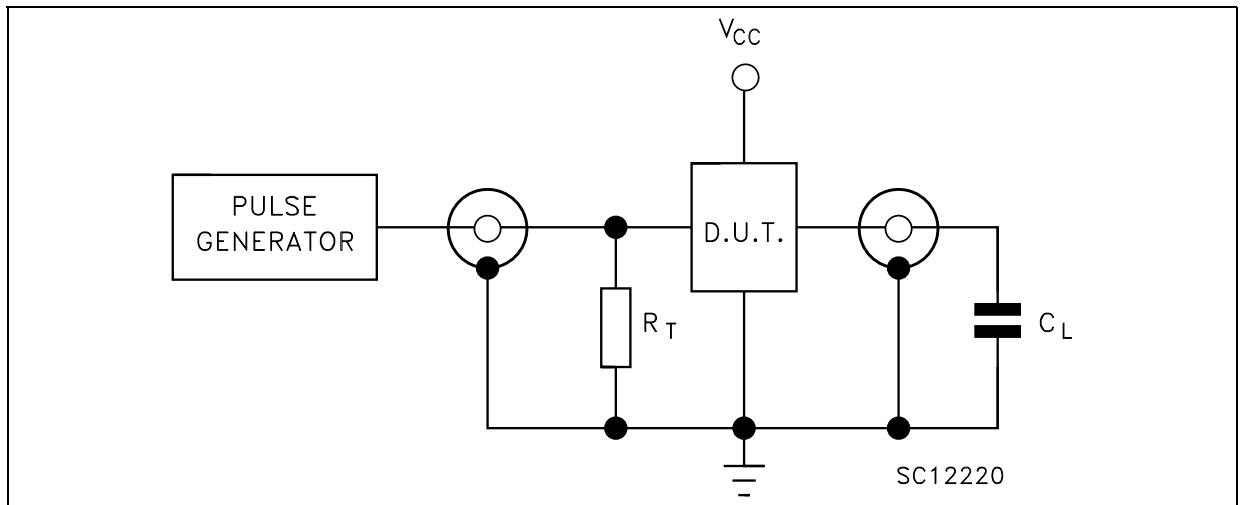 VCC
PULSE
GENERATOR
D.U.T.
RT
CL
SC12220